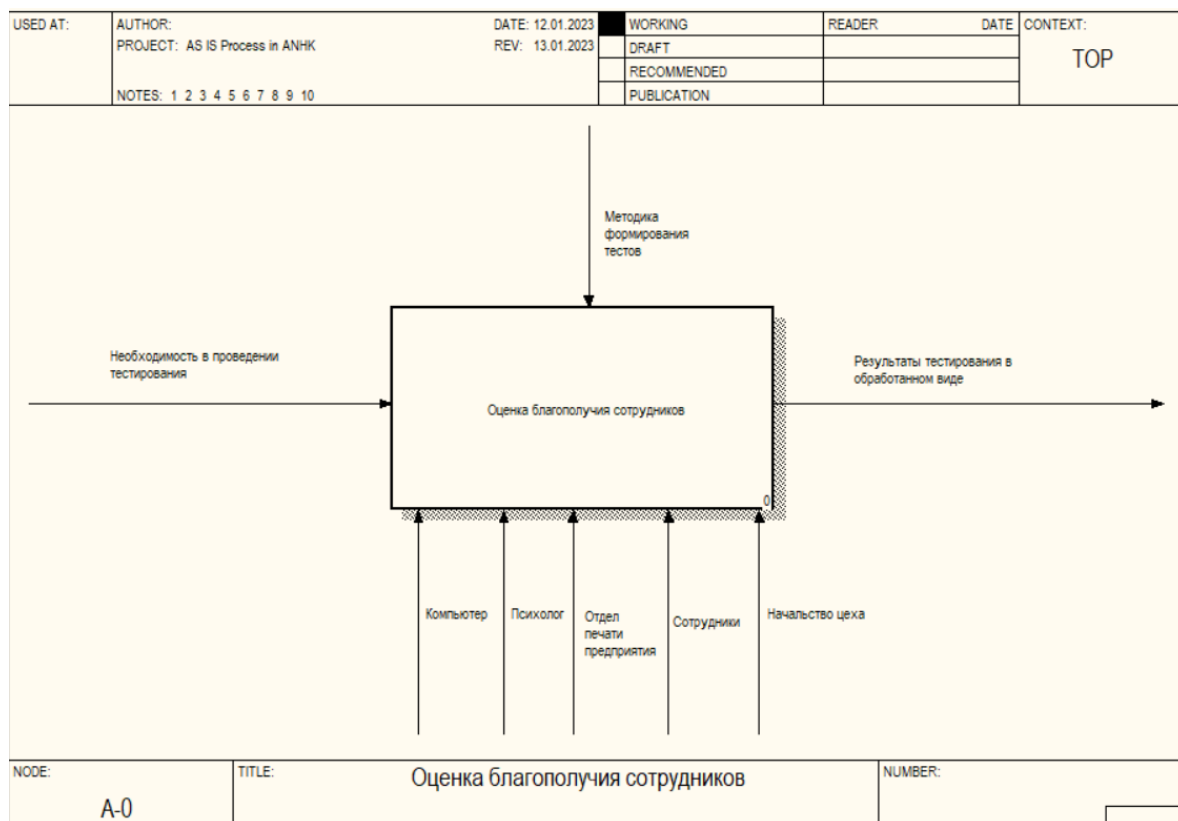 USED AT:
AUTHOR:
DATE: 12.01.2023
PROJECT: AS IS Process in ANHK
REV: 13.01.2023
NOTES: 1 2 3 4 5 6 7 8 9 10
WORKING
DRAFT
RECOMMENDED
PUBLICATION
READER
DATE
CONTEXT:
TOP
Методика
формирования
тестов
Необходимость в проведении
тестирования
Результаты тестирования в
обработанном виде
Оценка благополучия сотрудников
0
Компьютер
Психолог
Отдел
печати
предприятия
Сотрудники
Начальство цеха
NODE:
A-0
TITLE:
Оценка благополучия сотрудников
NUMBER: